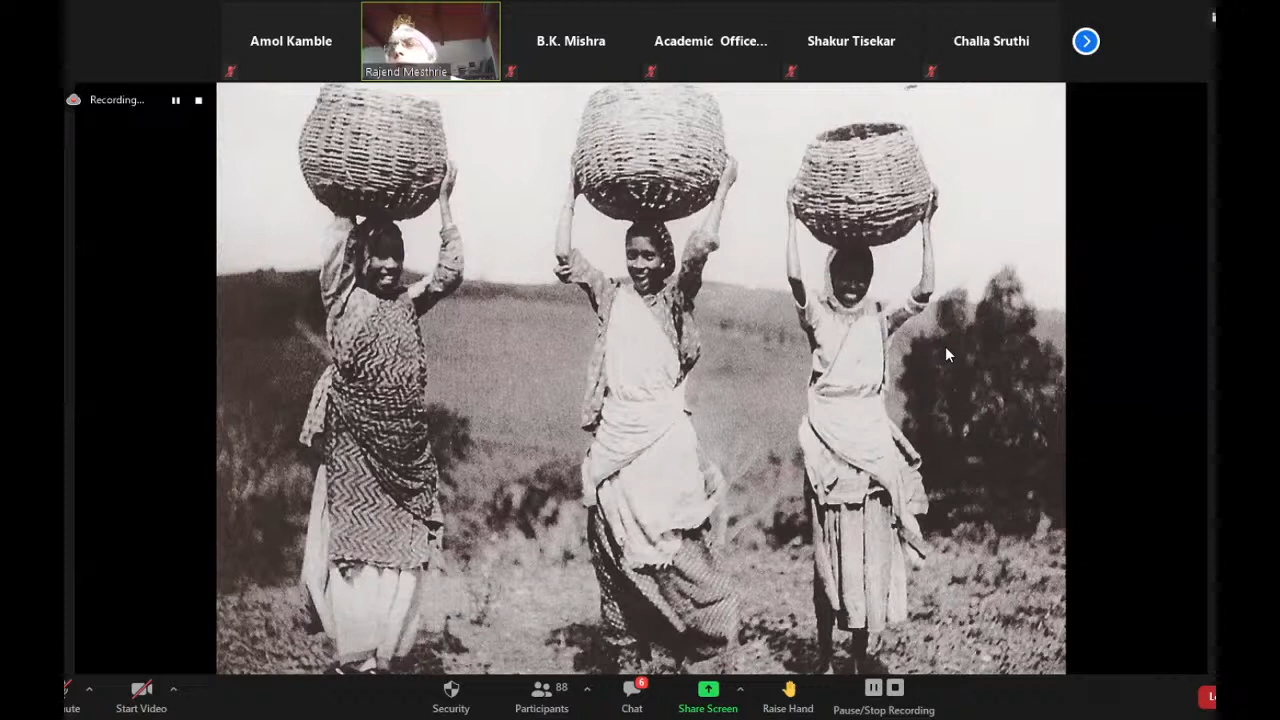 Amol Kamble
Rajend Mesthrie
B.K. Mishra
Academic Office...
Shakur Tisekar
Challa Sruthi
Recording...
ute
Start Video
Security
88
Participants
6
Chat
Share Screen
Raise Hand
Pause/Stop Recording